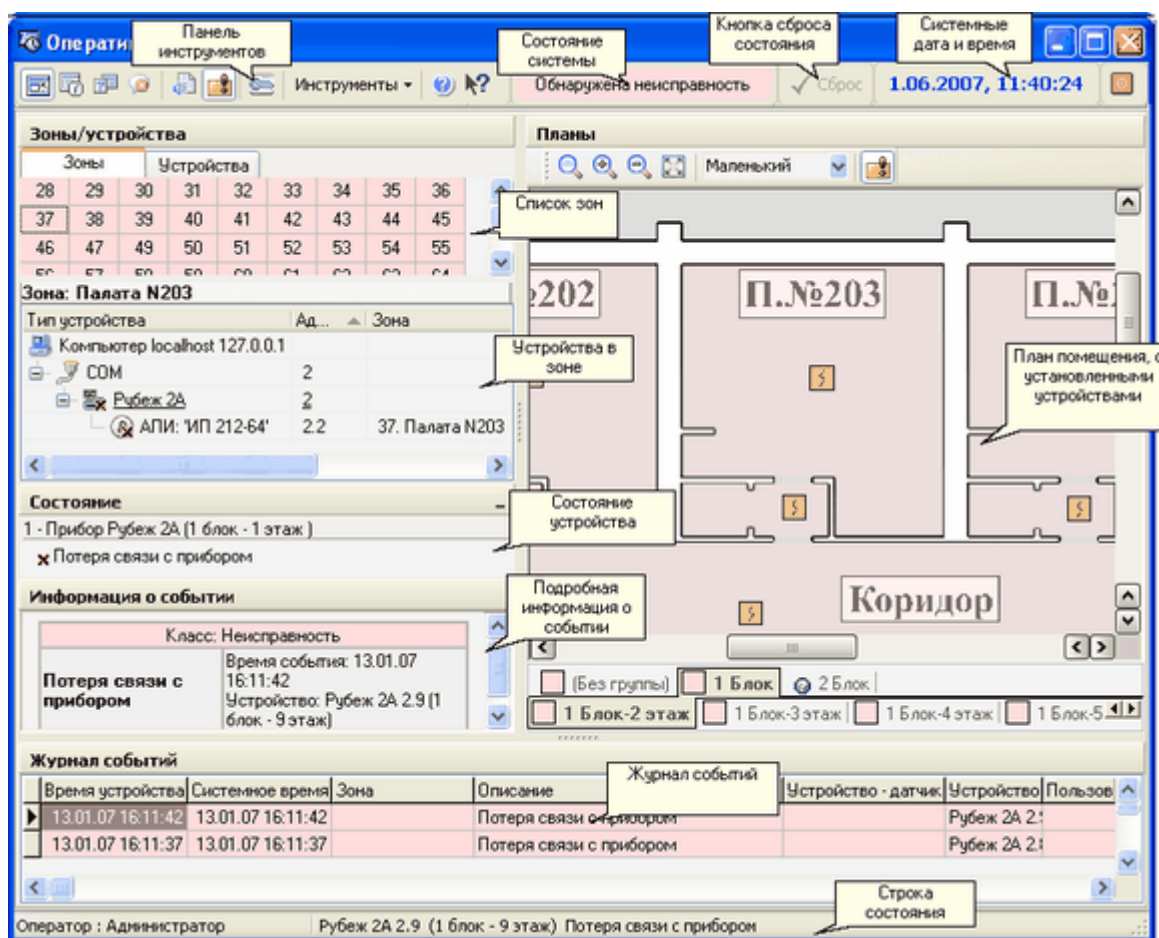 Операти
Панель инструментов
Состояние системы
Кнопка сброса состояния
Системные дата и время
Инструменты
Обнаружена неисправность
Сброс
1.06.2007, 11:40:24
Зоны/устройства
Зоны Устройства
28 29 30 31 32 33 34 35 36
37 38 39 40 41 42 43 44 45
46 47 49 50 51 52 53 54 55
Список зон
Зона: Палата N203
Тип устройства Ад... Зона
Компьютер localhost 127.0.0.1
COM 2
Рубеж 2А 2
АПИ: 'ИП 212-64' 2.2 37. Палата N203
Устройства в зоне
Состояние
1 - Прибор Рубеж 2А (1 блок - 1 этаж )
Потеря связи с прибором
Состояние устройства
Информация о событии
Класс: Неисправность
Потеря связи с прибором
Время события: 13.01.07
16:11:42
Устройство: Рубеж 2А 2.9 (1
блок - 9 этаж)
Подробная информация о событии
Планы
Маленький
№202
П.№203
П.№
План помещения, с установленными устройствами
Коридор
(Без группы) 1 Блок 2 Блок
1 Блок-2 этаж 1 Блок-3 этаж 1 Блок-4 этаж 1 Блок-5
Журнал событий
Журнал событий
Время устройства Системное время Зона Описание Устройство - датчик Устройство Пользов
13.01.07 16:11:42 13.01.07 16:11:42 Потеря связи с прибором Рубеж 2А 2.
13.01.07 16:11:37 13.01.07 16:11:37 Потеря связи с прибором Рубеж 2А 2.
Строка состояния
Оператор : Администратор
Рубеж 2А 2.9 (1 блок - 9 этаж) Потеря связи с прибором